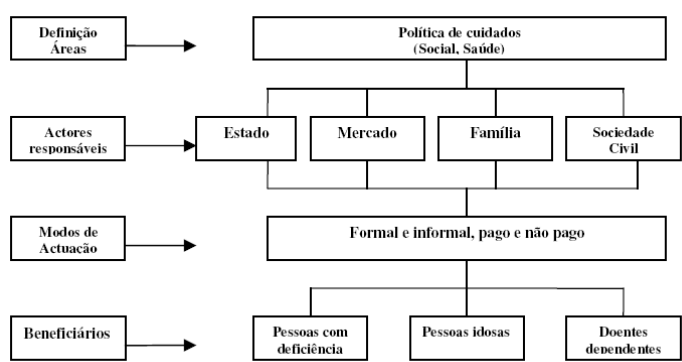 Definição
Áreas
Política de cuidados
(Social, Saúde)
Actores
responsáveis
Estado
Mercado
Família
Sociedade
Civil
Modos de
Actuação
Formal e informal, pago e não pago
Beneficiários
Pessoas com
deficiência
Pessoas idosas
Doentes
dependentes